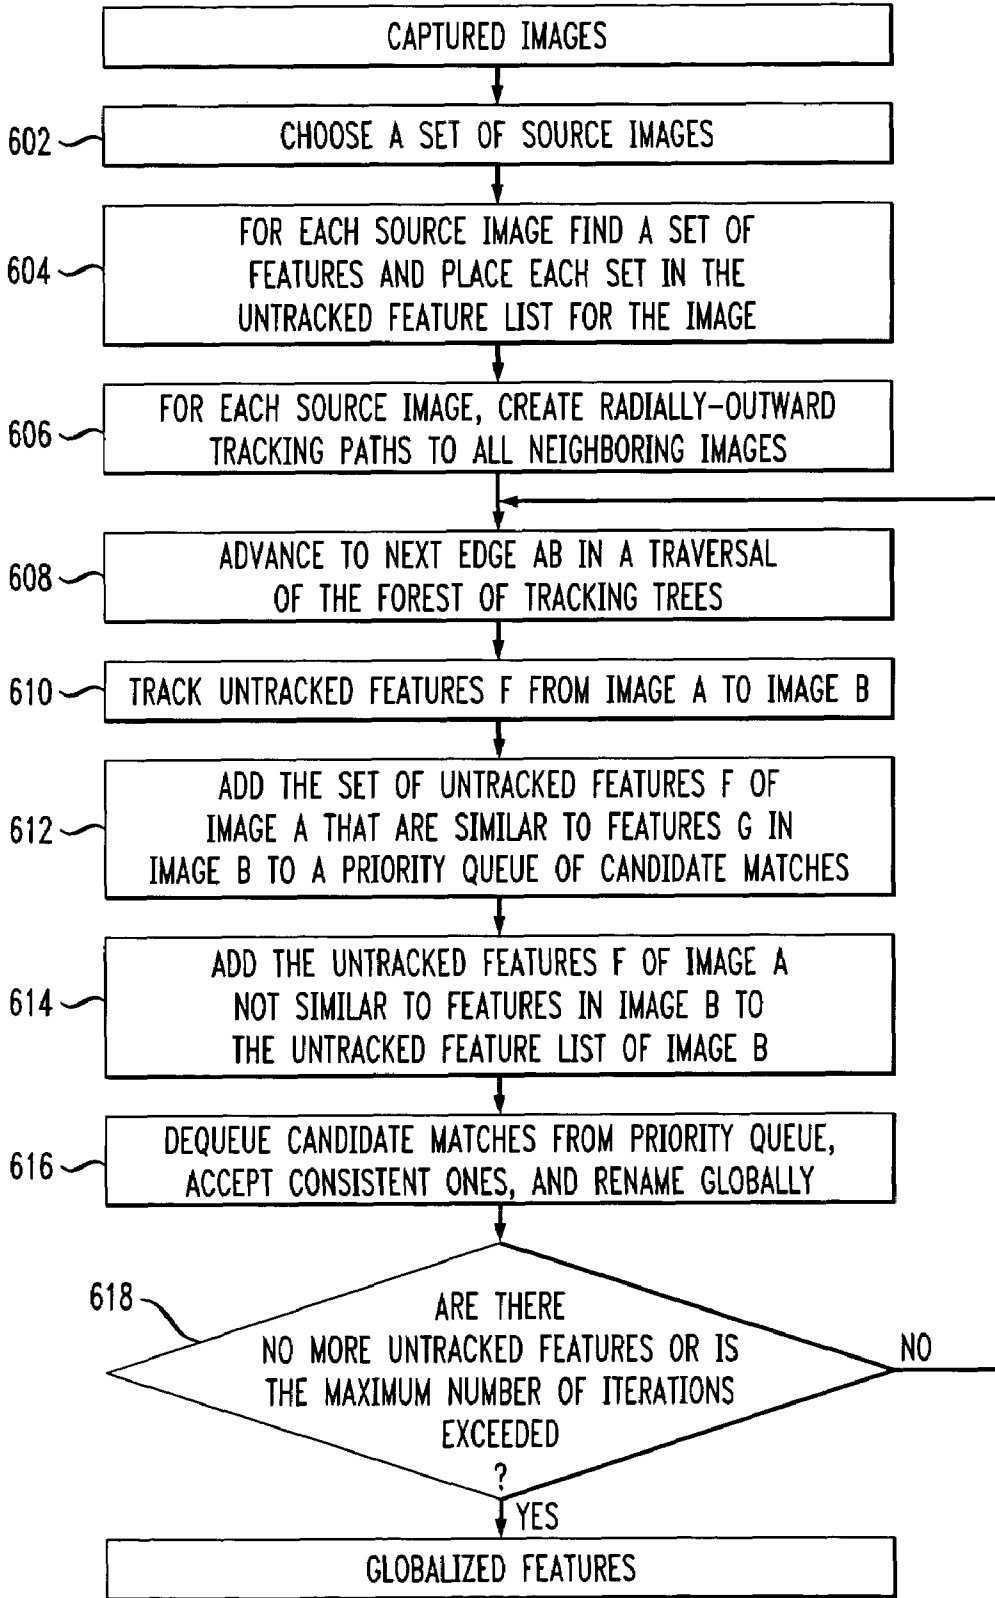 CAPTURED IMAGES
602
CHOOSE A SET OF SOURCE IMAGES
604
FOR EACH SOURCE IMAGE FIND A SET OF
FEATURES AND PLACE EACH SET IN THE
UNTRACKED FEATURE LIST FOR THE IMAGE
606
FOR EACH SOURCE IMAGE, CREATE RADIALLY-OUTWARD
TRACKING PATHS TO ALL NEIGHBORING IMAGES
608
ADVANCE TO NEXT EDGE AB IN A TRAVERSAL
OF THE FOREST OF TRACKING TREES
610
TRACK UNTRACKED FEATURES F FROM IMAGE A TO IMAGE B
612
ADD THE SET OF UNTRACKED FEATURES F OF
IMAGE A THAT ARE SIMILAR TO FEATURES G IN
IMAGE B TO A PRIORITY QUEUE OF CANDIDATE MATCHES
614
ADD THE UNTRACKED FEATURES F OF IMAGE A
NOT SIMILAR TO FEATURES IN IMAGE B TO
THE UNTRACKED FEATURE LIST OF IMAGE B
616
DEQUEUE CANDIDATE MATCHES FROM PRIORITY QUEUE,
ACCEPT CONSISTENT ONES, AND RENAME GLOBALLY
618
ARE THERE
NO MORE UNTRACKED FEATURES OR IS
THE MAXIMUM NUMBER OF ITERATIONS
EXCEEDED
?
NO
YES
GLOBALIZED FEATURES